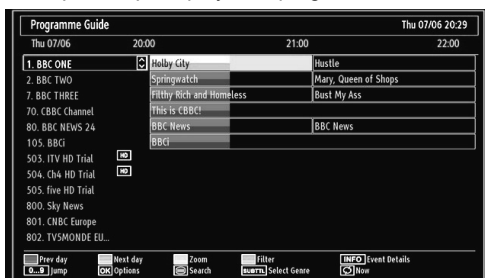 Programme Guide Thu 07/06 20:29
Thu 07/06 20:00 21:00 22:00
1. BBC ONE Holby City Hustle
2. BBC TWO Springwatch Mary, Queen of Shops
7. BBC THREE Filthy Rich and Homeless Bust My Ass
70. CBBC Channel This is CBBC!
80. BBC NEWS 24 BBC News BBC News
105. BBCi BBCi
503. ITV HD Trial HD
504. Ch4 HD Trial HD
505. five HD Trial
800. Sky News
801. CNBC Europe
802. TV5MONDE EU...
Prev day Next day Zoom Filter INFO Event Details
0...9 Jump OK Options Search SUBTTL Select Genre Now